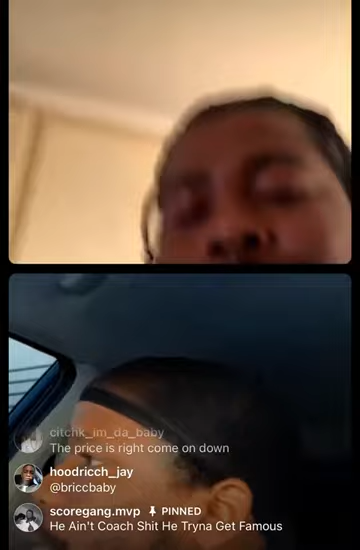 citchk_im_da_baby
The price is right come on down
hoodricch_jay
@briccbaby
scoregang.mvp PINNED
He Ain't Coach Shit He Tryna Get Famous